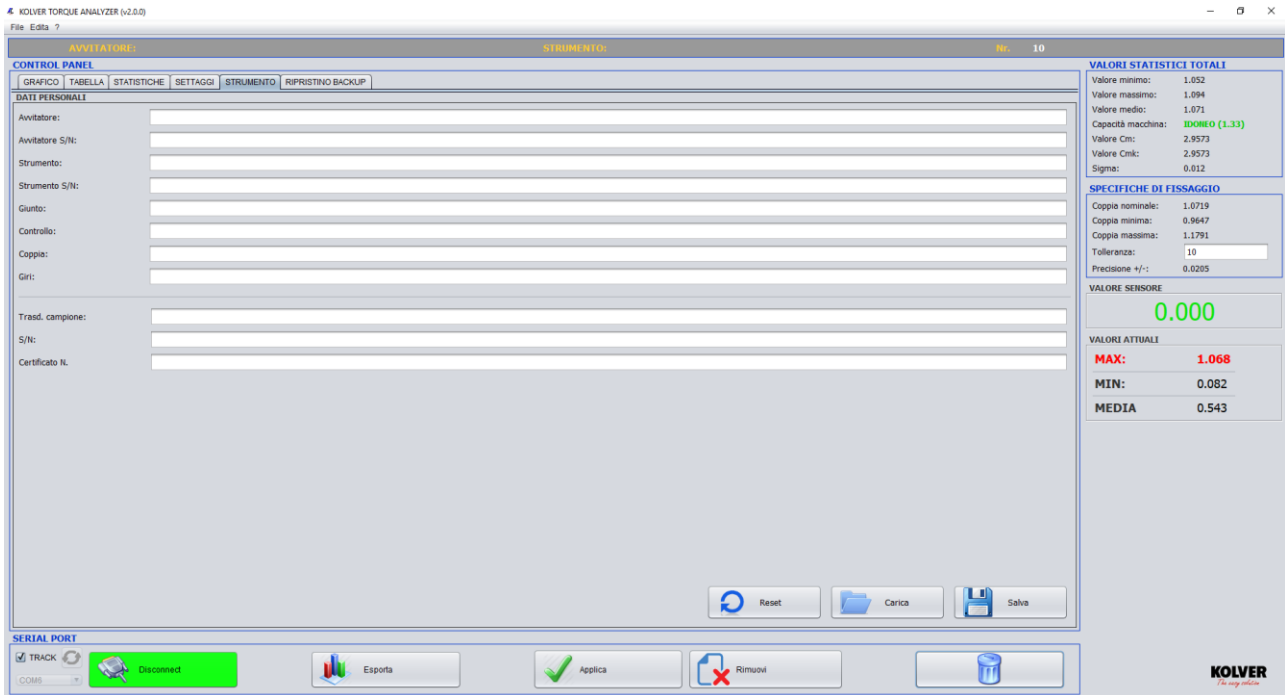 KOLVER TORQUE ANALYZER (v2.0.0)
File Edita ?
AVVITATORE: STRUMENTO: Nr. 10
CONTROL PANEL
GRAFICO TABELLA STATISTICHE SETTAGGI STRUMENTO RIPRISTINO BACKUP
DATI PERSONALI
Avvitatore:
Avvitatore S/N:
Strumento:
Strumento S/N:
Giunto:
Controllo:
Coppia:
Giri:
Trasd. campione:
S/N:
Certificato N.
Reset Carica Salva
VALORI STATISTICI TOTALI
Valore minimo: 1.052
Valore massimo: 1.094
Valore medio: 1.071
Capacità macchina: IDONEO (1.33)
Valore Cm: 2.9573
Valore Cmk: 2.9573
Sigma: 0.012
SPECIFICHE DI FISSAGGIO
Coppia nominale: 1.0719
Coppia minima: 0.9647
Coppia massima: 1.1791
Tolleranza: 10
Precisione +/-: 0.0205
VALORE SENSORE
0.000
VALORI ATTUALI
MAX: 1.068
MIN: 0.082
MEDIA 0.543
SERIAL PORT
TRACK
COM5
Disconnect Esporta Applica Rimuovi
KOLVER
The easy solution